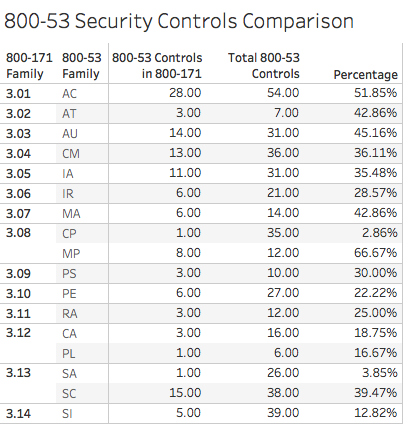 800-53 Security Controls Comparison
800-171 800-53 800-53 Controls Total 800-53
Family Family in 800-171 Controls Percentage
3.01 AC 28.00 54.00 51.85%
3.02 AT 3.00 7.00 42.86%
3.03 AU 14.00 31.00 45.16%
3.04 CM 13.00 36.00 36.11%
3.05 IA 11.00 31.00 35.48%
3.06 IR 6.00 21.00 28.57%
3.07 MA 6.00 14.00 42.86%
3.08 CP 1.00 35.00 2.86%
MP 8.00 12.00 66.67%
3.09 PS 3.00 10.00 30.00%
3.10 PE 6.00 27.00 22.22%
3.11 RA 3.00 12.00 25.00%
3.12 CA 3.00 16.00 18.75%
PL 1.00 6.00 16.67%
3.13 SA 1.00 26.00 3.85%
SC 15.00 38.00 39.47%
3.14 SI 5.00 39.00 12.82%